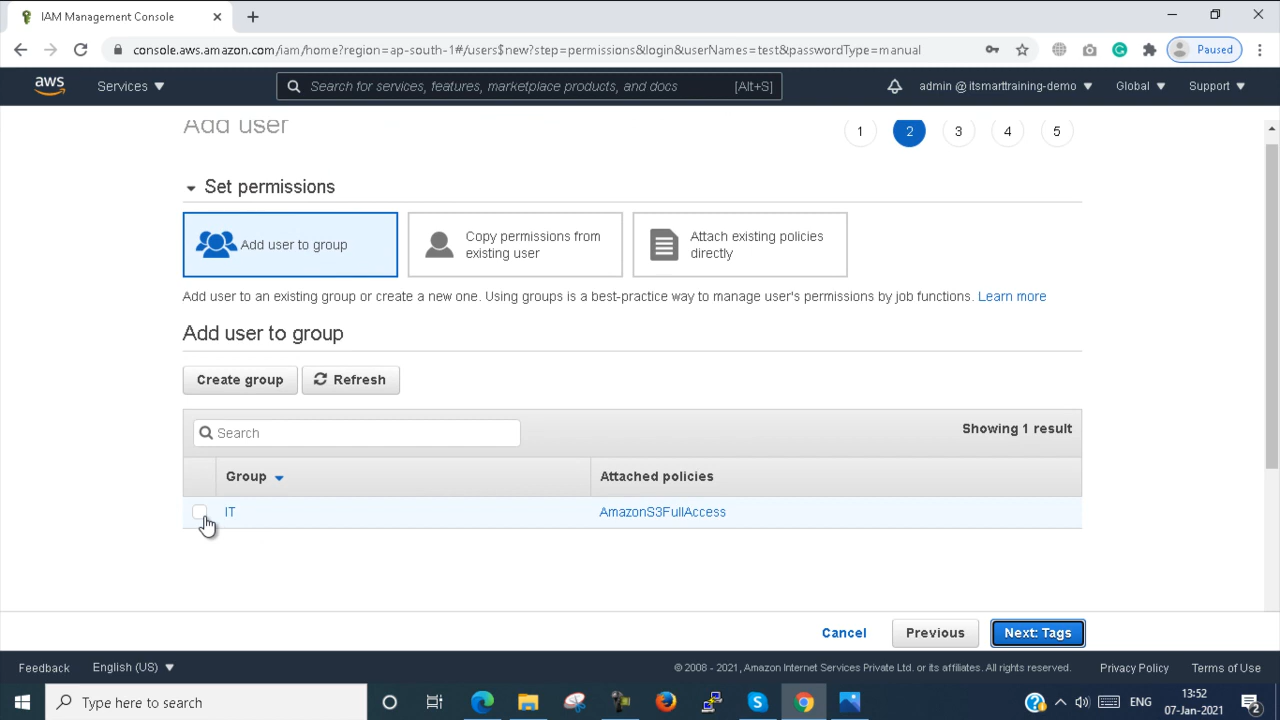 IAM Management Console
console.aws.amazon.com/iam/home?region=ap-south-1#/users$new?step=permissions&login&userNames=test&passwordType=manual
Paused
aws
Services
Search for services, features, marketplace products, and docs
[Alt+S]
admin @ itsmarttraining-demo
Global
Support
Add user
1
2
3
4
5
Set permissions
Add user to group
Copy permissions from
existing user
Attach existing policies
directly
Add user to an existing group or create a new one. Using groups is a best-practice way to manage user's permissions by job functions. Learn more
Add user to group
Create group
Refresh
Search
Showing 1 result
Group
Attached policies
IT
AmazonS3FullAccess
Cancel
Previous
Next: Tags
Feedback
English (US)
© 2008 - 2021, Amazon Internet Services Private Ltd. or its affiliates. All rights reserved.
Privacy Policy
Terms of Use
Type here to search
ENG
13:52
07-Jan-2021
2